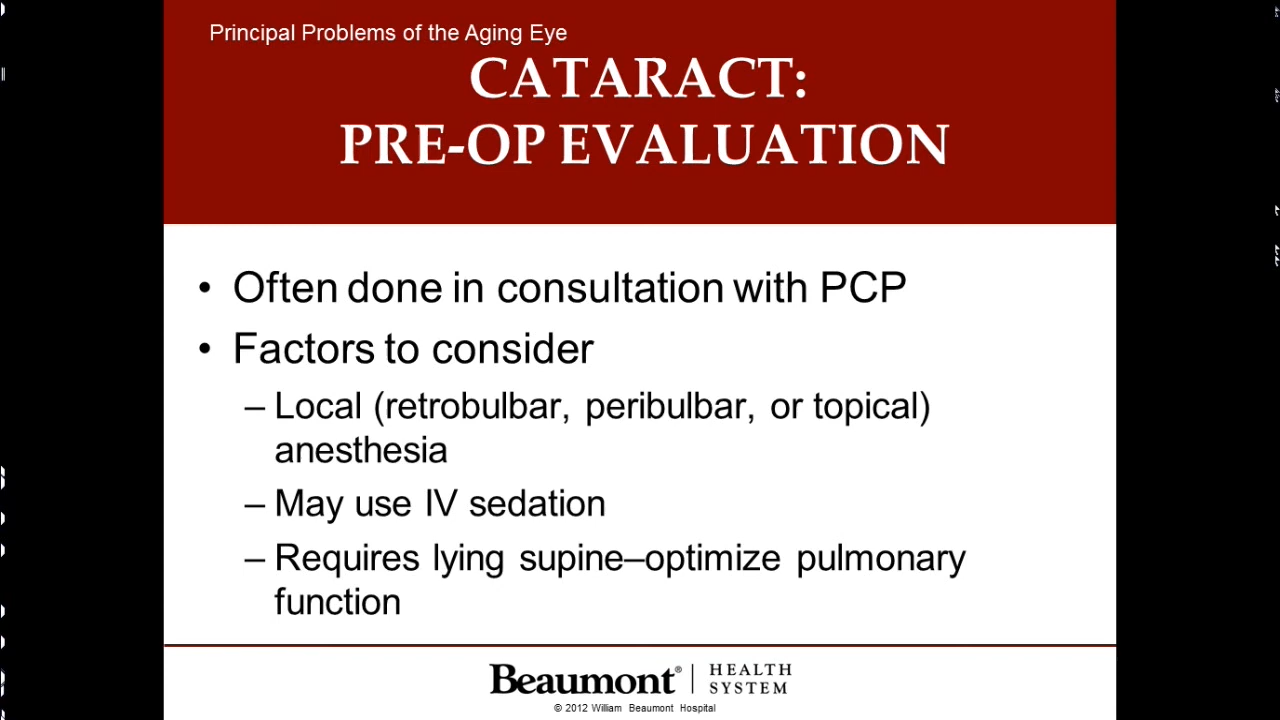 Principal Problems of the Aging Eye
CATARACT:
PRE-OP EVALUATION
• Often done in consultation with PCP
• Factors to consider
– Local (retrobulbar, peribulbar, or topical)
anesthesia
– May use IV sedation
– Requires lying supine–optimize pulmonary
function
Beaumont® | HEALTH
SYSTEM
© 2012 William Beaumont Hospital